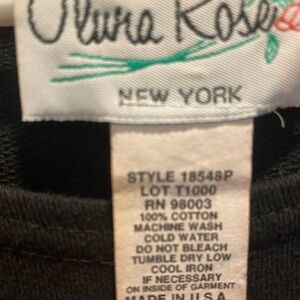 Rose
NEW YORK
STYLE 18548P
LOT T1000
RN 98003
100% COTTON
MACHINE WASH
COLD WATER
DO NOT BLEACH
TUMBLE DRY LOW
COOL IRON
IF NECESSARY
ON INSIDE OF GARMENT
MADE IN U.S.A.